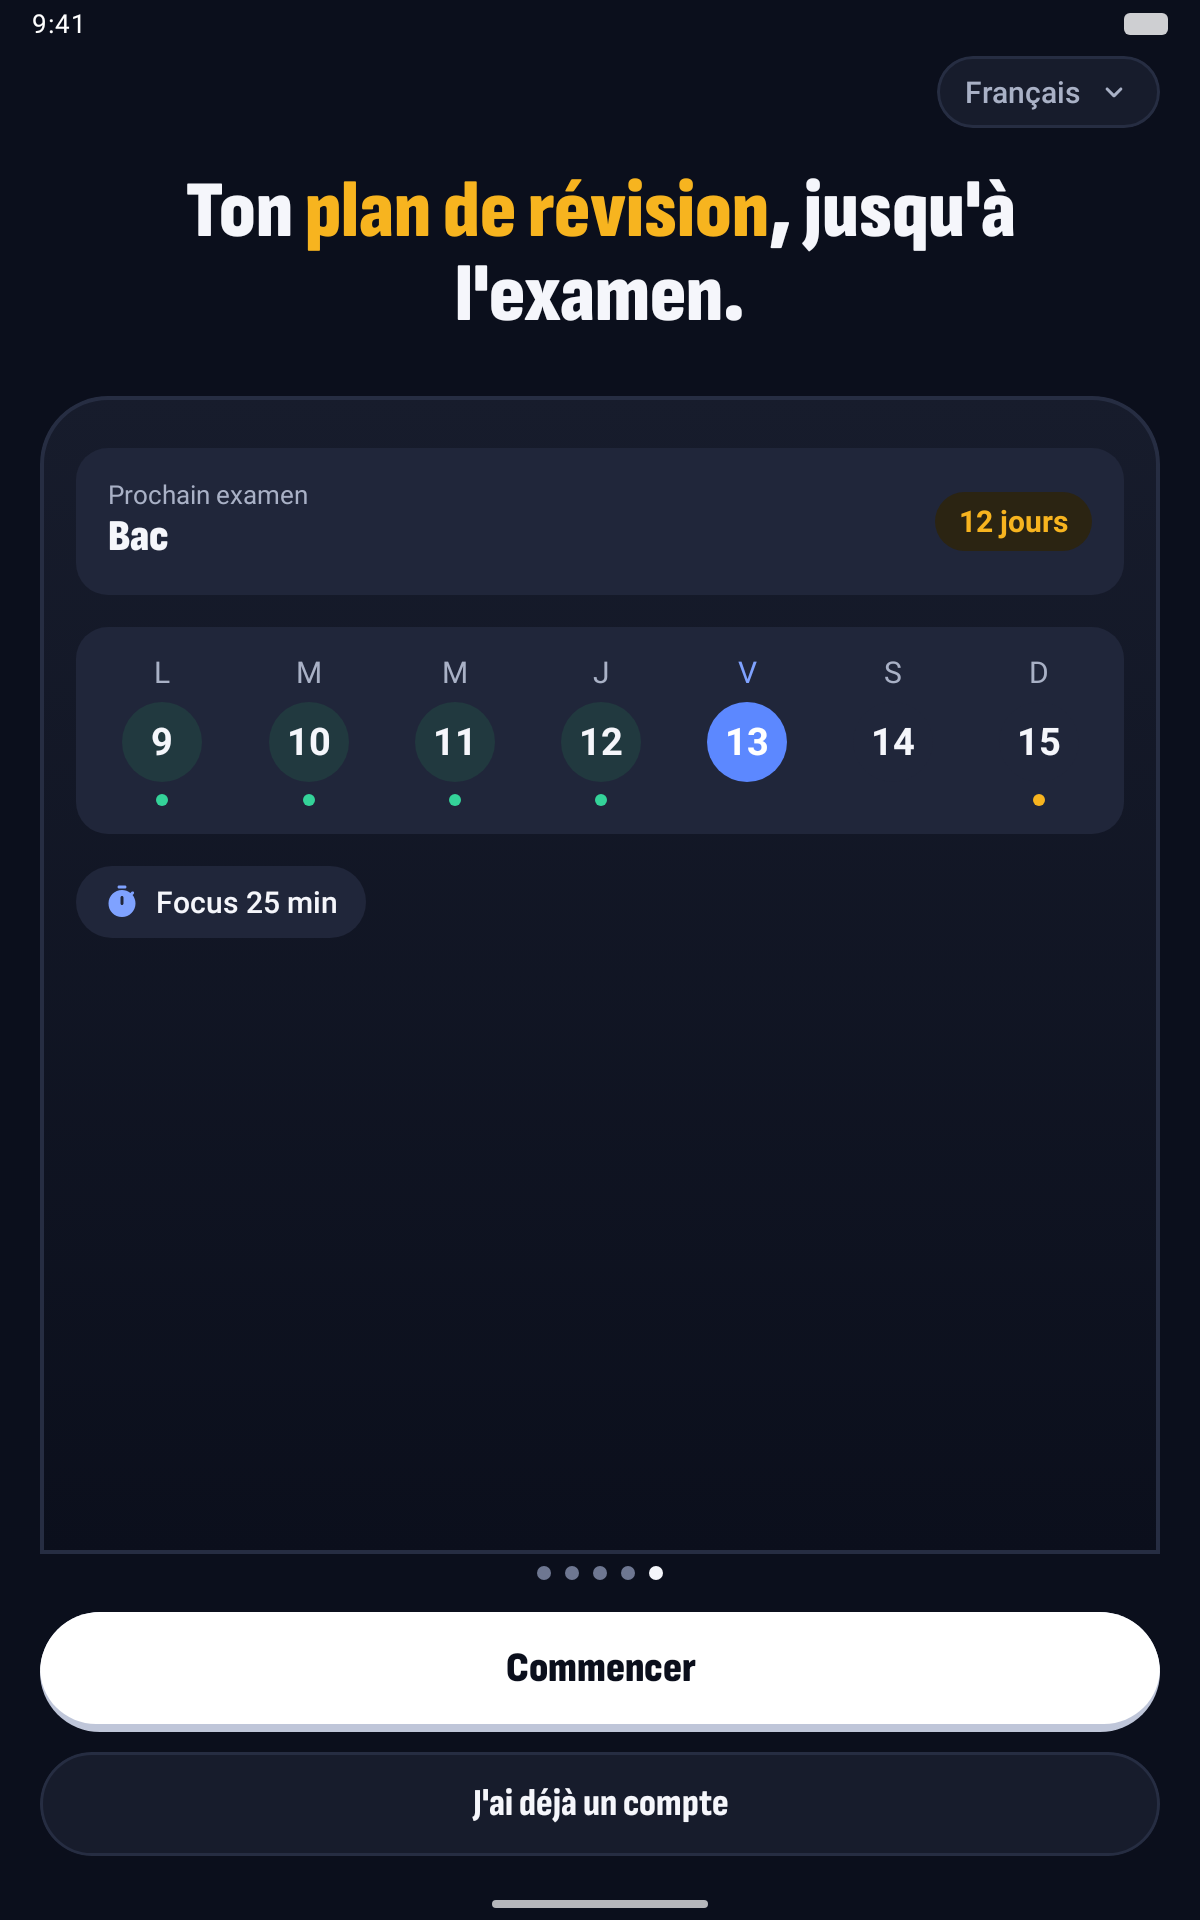 9:41
Français
Ton plan de révision, jusqu'à
l'examen.
Prochain examen
Bac
12 jours
L M M J V S D
9 10 11 12 13 14 15
Focus 25 min
Commencer
J'ai déjà un compte